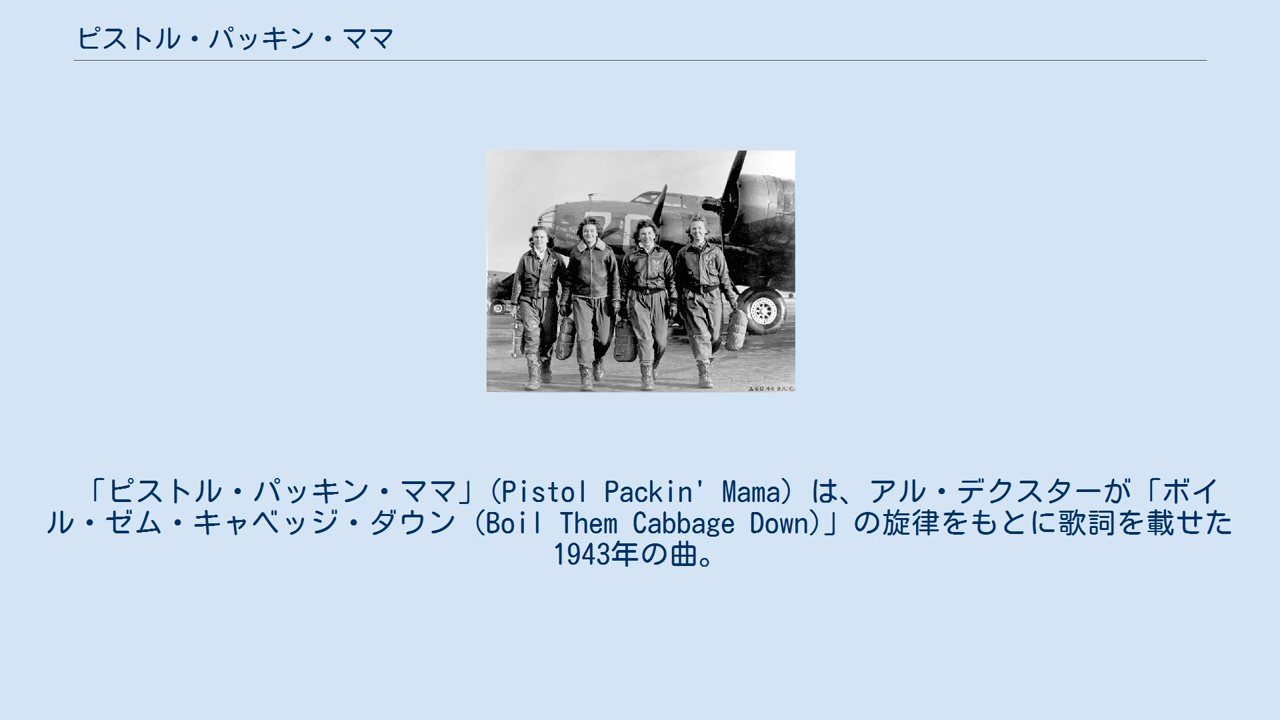 ピストル・パッキン・ママ
「ピストル・パッキン・ママ」(Pistol Packin' Mama) は、アル・デクスターが「ボイ
ル・ゼム・キャベッジ・ダウン (Boil Them Cabbage Down)」の旋律をもとに歌詞を載せた
1943年の曲。